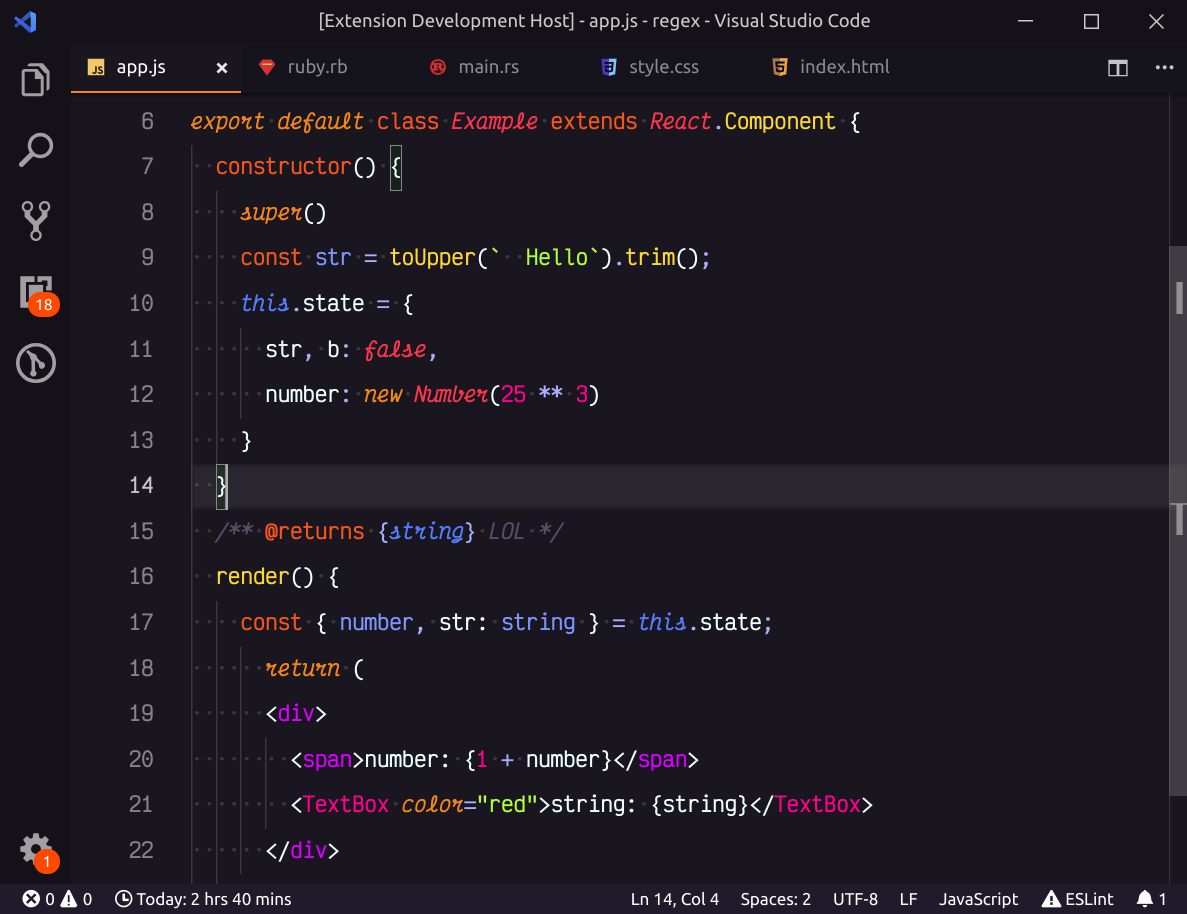 [Extension Development Host] - app.js - regex - Visual Studio Code
JS app.js ruby.rb main.rs style.css index.html
6 export default class Example extends React.Component {
7 constructor() {
8 super()
9 const str = toUpper(`  Hello`).trim();
10 this.state = {
11 str, b: false,
12 number: new Number(25 ** 3)
13 }
14 }
15 /** @returns {string} LOL */
16 render() {
17 const { number, str: string } = this.state;
18 return (
19 <div>
20 <span>number: {1 + number}</span>
21 <TextBox color="red">string: {string}</TextBox>
22 </div>
18
1
0 0 Today: 2 hrs 40 mins Ln 14, Col 4 Spaces: 2 UTF-8 LF JavaScript ESLint 1